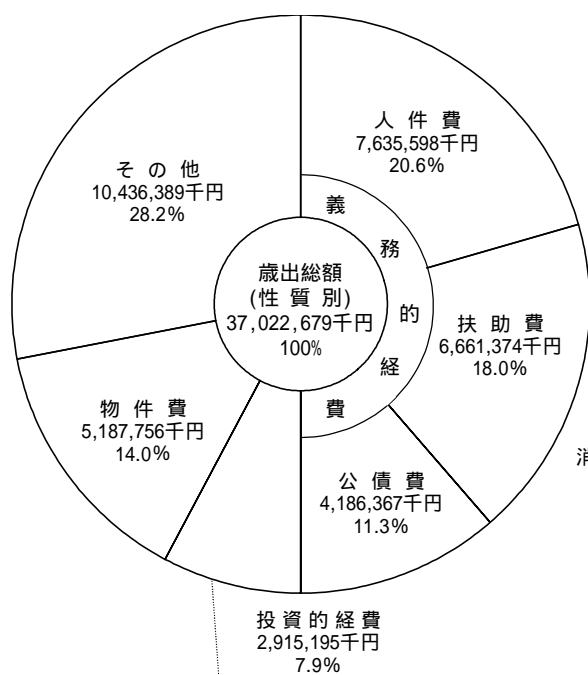 人件費
7,635,598千円
20.6%
その他
10,436,389千円
28.2%
義務的経費
歳出総額
(性質別)
37,022,679千円
100%
扶助費
6,661,374千円
18.0%
物件費
5,187,756千円
14.0%
消
公債費
4,186,367千円
11.3%
投資的経費
2,915,195千円
7.9%